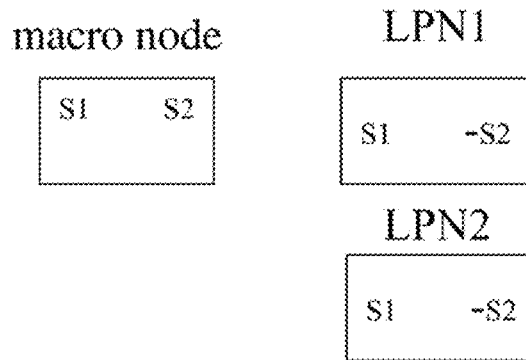 macro node
S1 S2
LPN1
S1 -S2
LPN2
S1 -S2